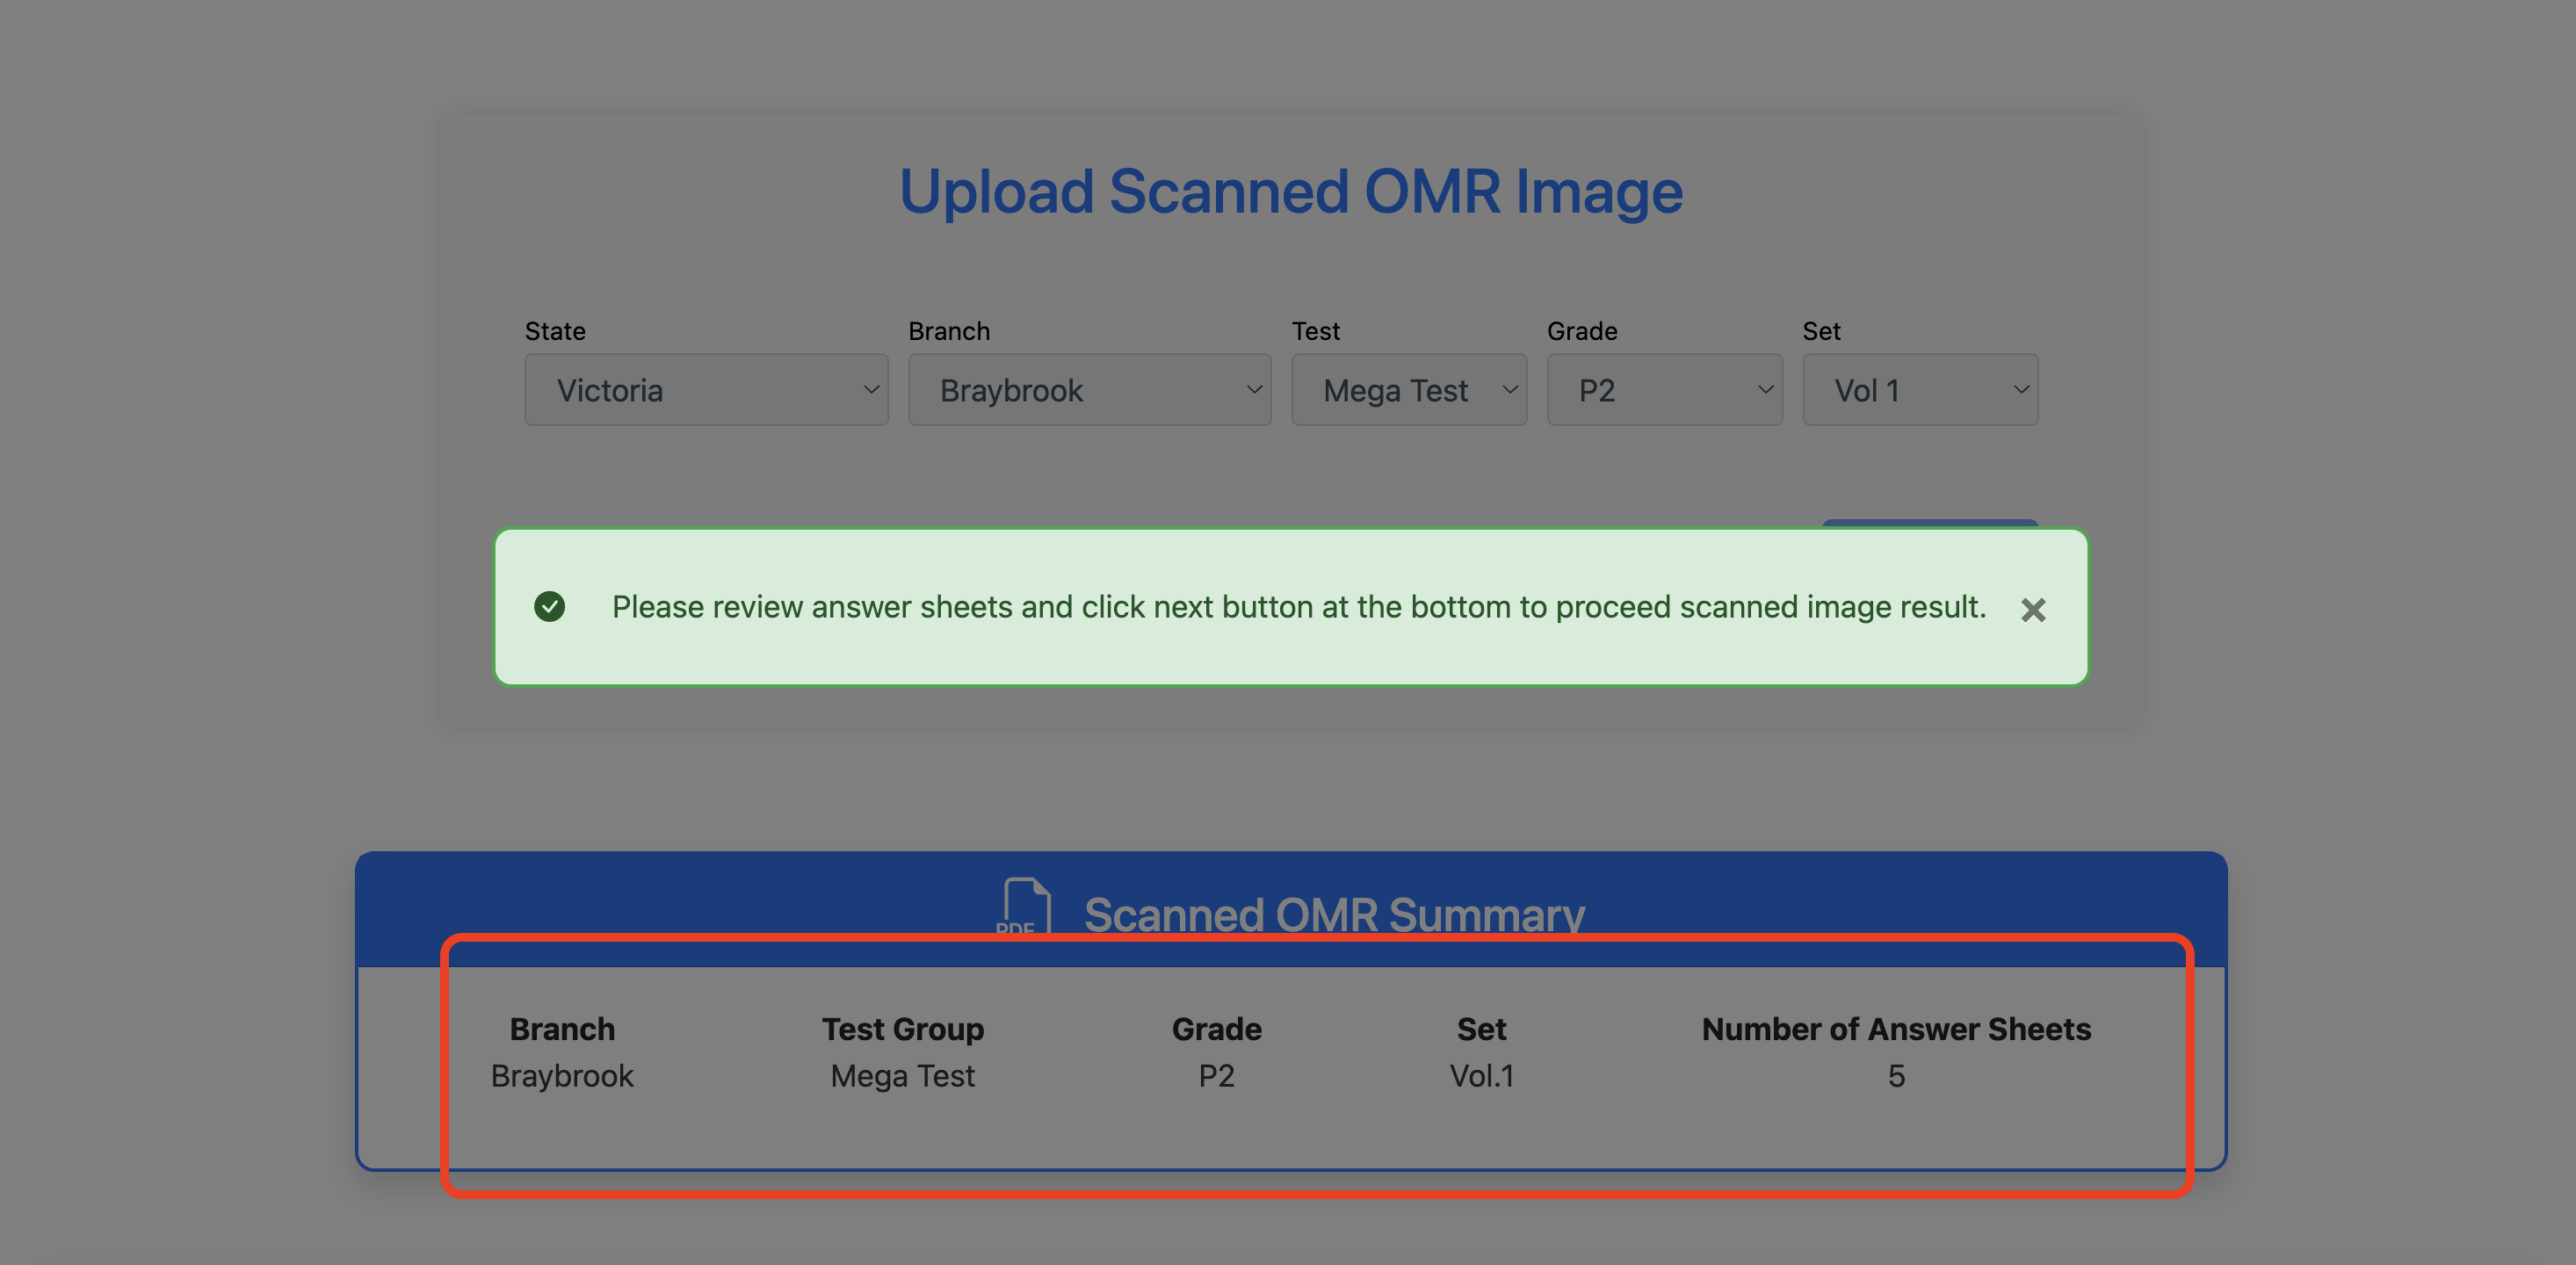 Upload Scanned OMR Image
State Branch Test Grade Set
Victoria Braybrook Mega Test P2 Vol 1
Please review answer sheets and click next button at the bottom to proceed scanned image result.
PDF Scanned OMR Summary
Branch Test Group Grade Set Number of Answer Sheets
Braybrook Mega Test P2 Vol.1 5